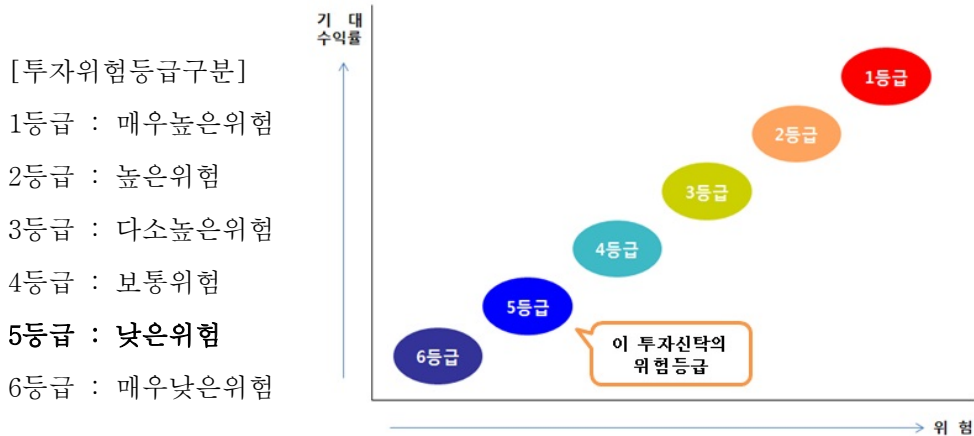 [투자위험등급구분]
1등급 : 매우높은위험
2등급 : 높은위험
3등급 : 다소높은위험
4등급 : 보통위험
5등급 : 낮은위험
6등급 : 매우낮은위험
기 대
수익률
1등급
2등급
3등급
4등급
5등급
6등급
이 투자신탁의
위험등급
위 험